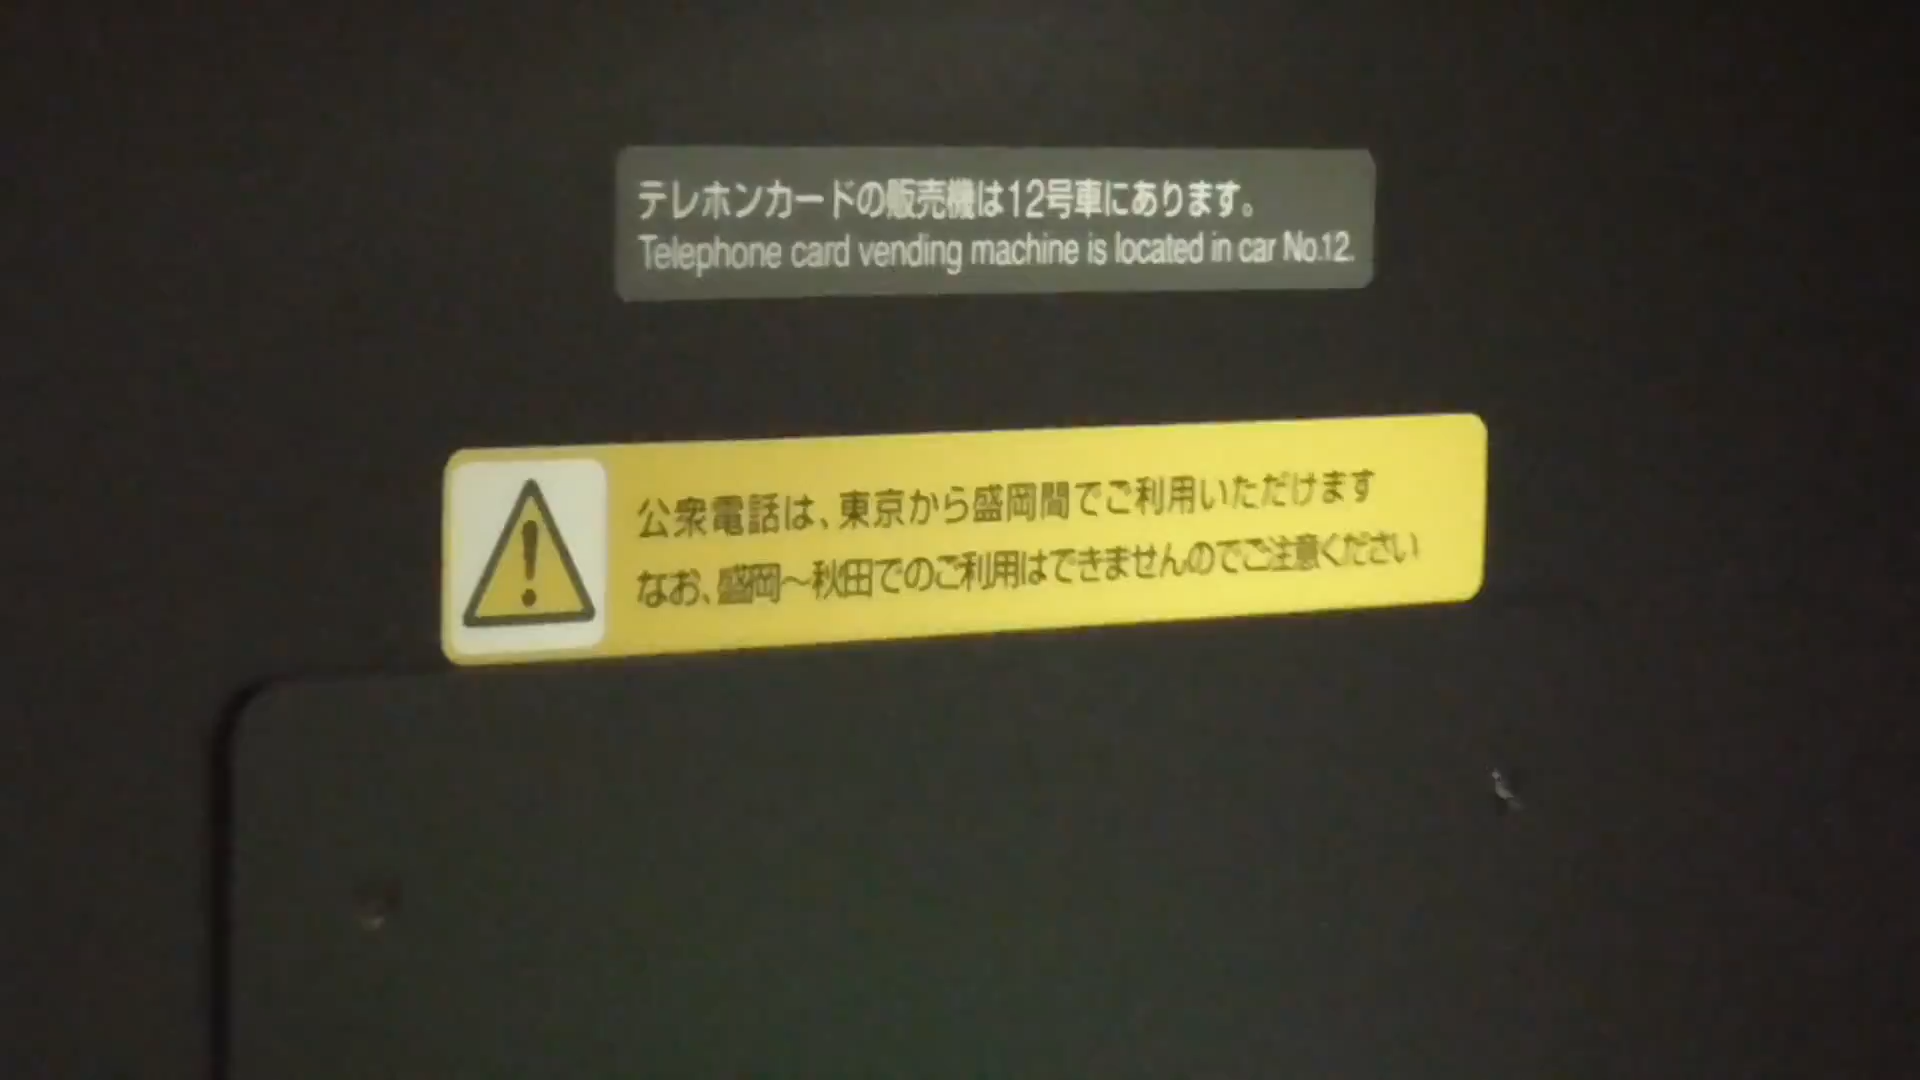 テレホンカードの販売機は12号車にあります。
Telephone card vending machine is located in car No.12.
公衆電話は、東京から盛岡間でご利用いただけます
なお、盛岡～秋田でのご利用はできませんのでご注意ください